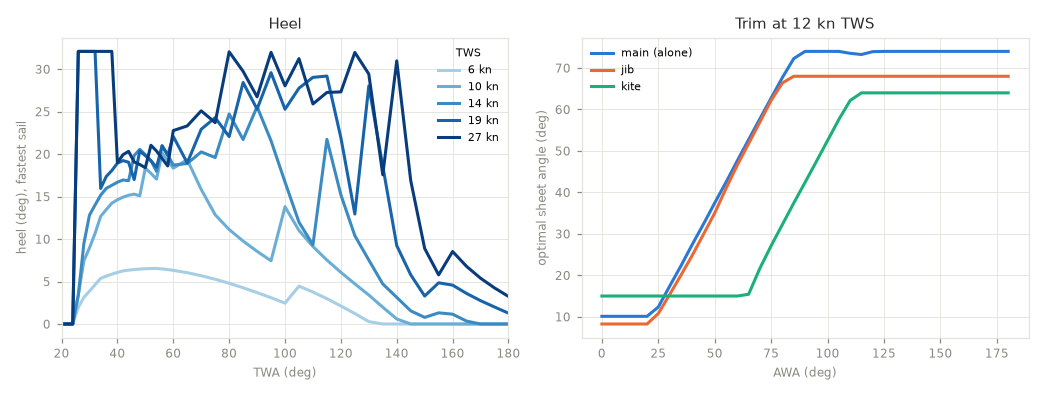 Heel
heel (deg), fastest sail
30
25
20
15
10
5
0
20 40 60 80 100 120 140 160 180
TWA (deg)
TWS
6 kn
10 kn
14 kn
19 kn
27 kn
Trim at 12 kn TWS
optimal sheet angle (deg)
70
60
50
40
30
20
10
0 25 50 75 100 125 150 175
AWA (deg)
main (alone)
jib
kite